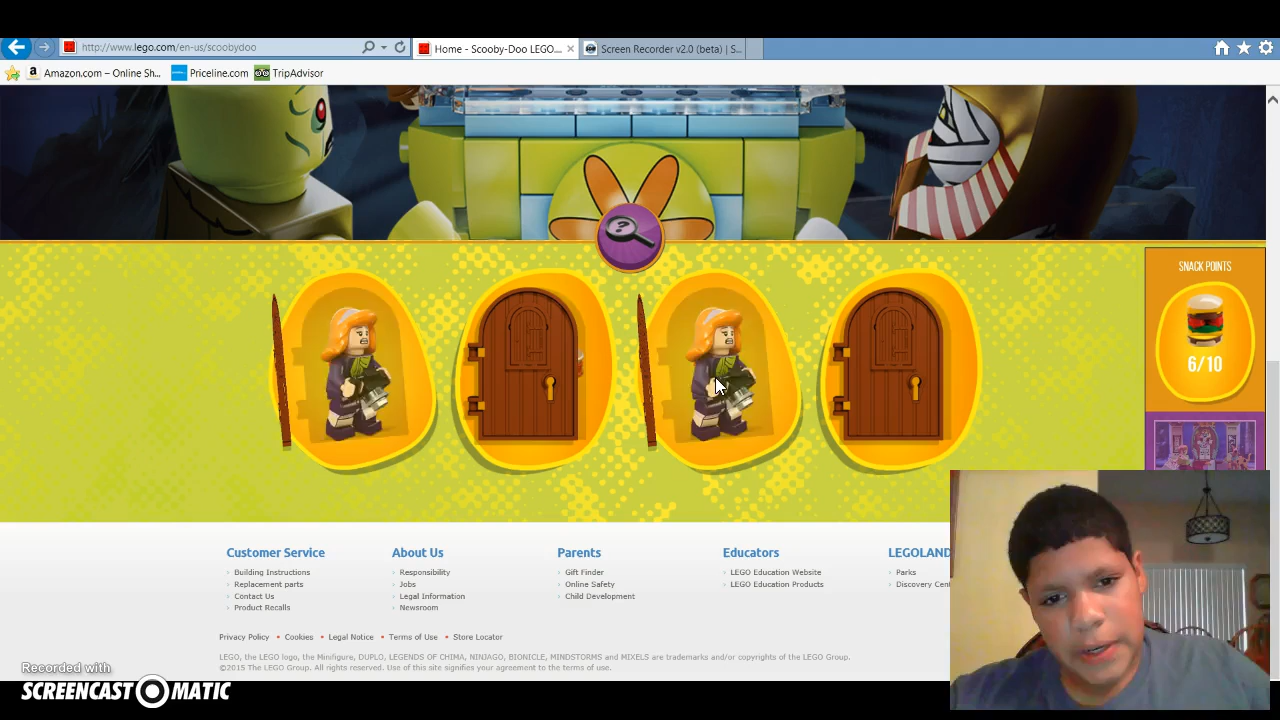 http://www.lego.com/en-us/scoobydoo
Home - Scooby-Doo LEGO....
Screen Recorder v2.0 (beta) | S...
Amazon.com – Online Sh...
Priceline.com
TripAdvisor
?
SNACK POINTS
6/10
Customer Service
Building Instructions
Replacement parts
Contact Us
Product Recalls
About Us
Responsibility
Jobs
Legal Information
Newsroom
Parents
Gift Finder
Online Safety
Child Development
Educators
LEGO Education Website
LEGO Education Products
LEGOLAND
Parks
Discovery Cen
Privacy Policy • Cookies • Legal Notice • Terms of Use • Store Locator
LEGO, the LEGO logo, the Minifigure, DUPLO, LEGENDS OF CHIMA, NINJAGO, BIONICLE, MINDSTORMS and MIXELS are trademarks and/or copyrights of the LEGO Group.
©2015 The LEGO Group. All rights reserved. Use of this site signifies your agreement to the terms of use.
Recorded with
SCREENCAST-O-MATIC